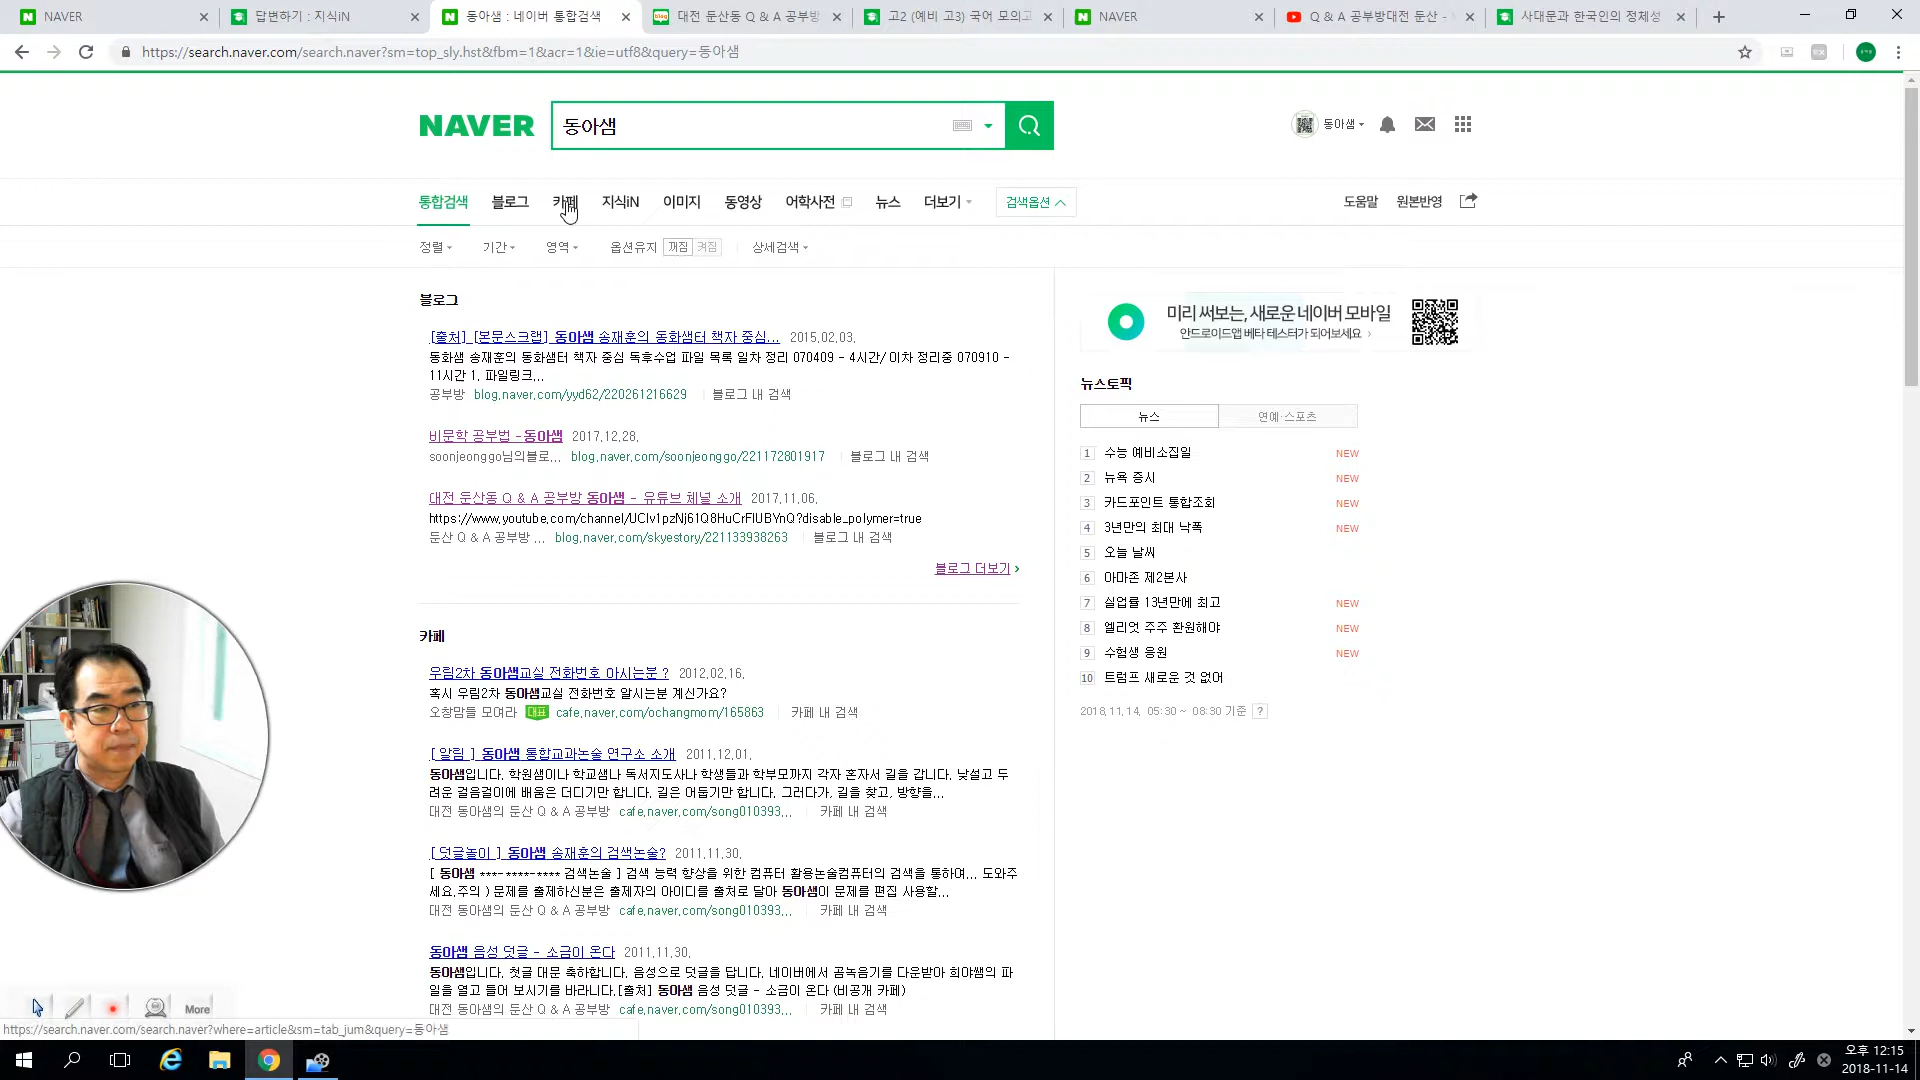 NAVER
답변하기 : 지식iN
동아샘 : 네이버 통합검색
대전 둔산동 Q & A 공부방
고2 (예비 고3) 국어 모의고
NAVER
Q & A 공부방대전 둔산 -
사대문과 한국인의 정체성
https://search.naver.com/search.naver?sm=top_sly.hst&fbm=1&acr=1&ie=utf8&query=동아샘
NAVER
동아샘
동아샘
통합검색 블로그 카페 지식iN 이미지 동영상 어학사전 뉴스 더보기 검색옵션
도움말 원본반영
정렬 기간 영역 옵션유지 꺼짐 켜짐 상세검색
블로그
[출처] [본문스크랩] 동아샘 송재훈의 동화샘터 책자 중심... 2015.02.03.
동화샘 송재훈의 동화샘터 책자 중심 독후수업 파일 목록 일차 정리 070409 - 4시간/ 이차 정리중 070910 -
11시간 1. 파일링크...
공부방 blog.naver.com/yyd62/220261216629 블로그 내 검색
비문학 공부법 -동아샘 2017.12.28.
soonjeonggo님의블로... blog.naver.com/soonjeonggo/221172801917 블로그 내 검색
대전 둔산동 Q & A 공부방 동아샘 - 유튜브 체널 소개 2017.11.06.
https://www.youtube.com/channel/UClv1pzNj61Q8HuCrFlUBYnQ?disable_polymer=true
둔산 Q & A 공부방 ... blog.naver.com/skyestory/221133938263 블로그 내 검색
블로그 더보기
카페
우림2차 동아샘교실 전화번호 아시는분 ? 2012.02.16.
혹시 우림2차 동아샘교실 전화번호 알시는분 계신가요?
오창맘들 모여라 대표 cafe.naver.com/ochangmom/165863 카페 내 검색
[ 알림 ] 동아샘 통합교과논술 연구소 소개 2011.12.01.
동아샘입니다. 학원샘이나 학교샘나 독서지도사나 학생들과 학부모까지 각자 혼자서 길을 갑니다. 낯설고 두
려운 걸음걸이에 배움은 더디기만 합니다. 길은 어둡기만 합니다. 그러다가, 길을 찾고, 방향을...
대전 동아샘의 둔산 Q & A 공부방 cafe.naver.com/song010393... 카페 내 검색
[ 덧글놀이 ] 동아샘 송재훈의 검색논술? 2011.11.30.
[ 동아샘 ***-****-**** 검색논술 ] 검색 능력 향상을 위한 컴퓨터 활용논술컴퓨터의 검색을 통하여... 도와주
세요.주의 ) 문제를 출제하신분은 출제자의 아이디를 출처로 달아 동아샘이 문제를 편집 사용할...
대전 동아샘의 둔산 Q & A 공부방 cafe.naver.com/song010393... 카페 내 검색
동아샘 음성 덧글 - 소금이 온다 2011.11.30.
동아샘입니다. 첫글 대문 축하합니다. 음성으로 덧글을 답니다. 네이버에서 곰녹음기를 다운받아 희야쌤의 파
일을 열고 들어 보시기를 바라니다.[출처] 동아샘 음성 덧글 - 소금이 온다 (비공개 카페)
대전 동아샘의 둔산 Q & A 공부방 cafe.naver.com/song010393... 카페 내 검색
미리 써보는, 새로운 네이버 모바일
안드로이드앱 베타 테스터가 되어보세요
뉴스토픽
뉴스 연예·스포츠
1 수능 예비소집일 NEW
2 뉴욕 증시 NEW
3 카드포인트 통합조회 NEW
4 3년만의 최대 낙폭 NEW
5 오늘 날씨
6 아마존 제2본사
7 실업률 13년만에 최고 NEW
8 엘리엇 주주 환원해야 NEW
9 수험생 응원 NEW
10 트럼프 새로운 것 없어
2018.11.14. 05:30 ~ 08:30 기준 ?
More
https://search.naver.com/search.naver?where=article&sm=tab_jum&query=동아샘
오후 12:15
2018-11-14